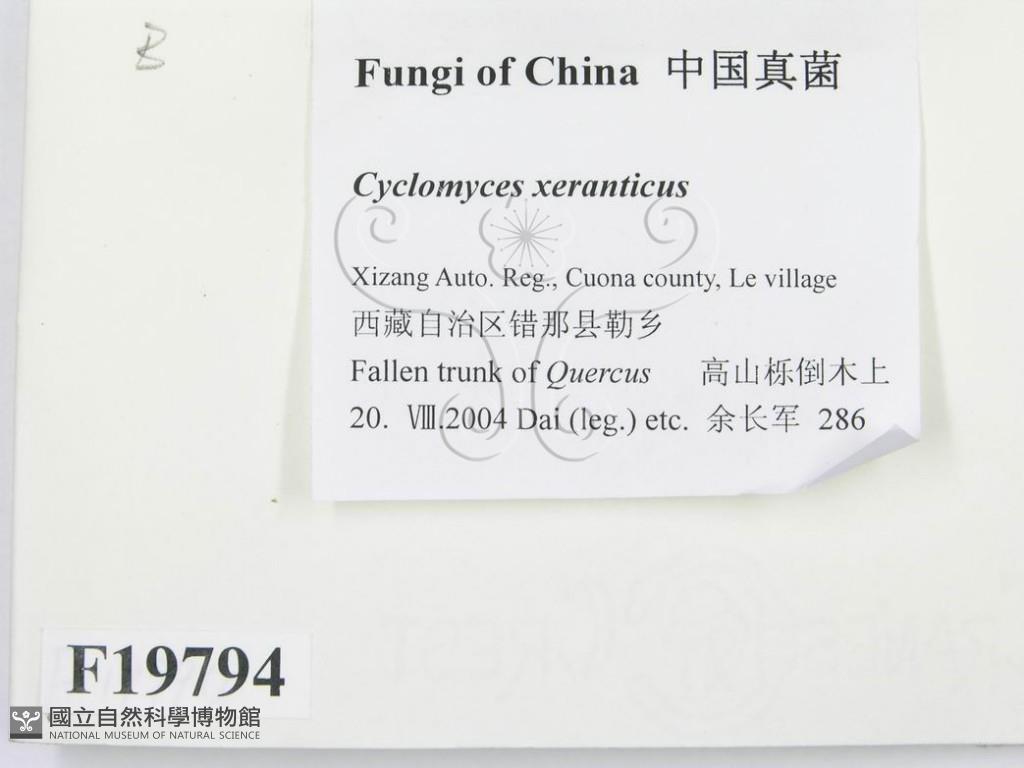 B
Fungi of China 中国真菌
Cyclomyces xeranticus
Xizang Auto. Reg., Cuona county, Le village
西藏自治区错那县勒乡
Fallen trunk of Quercus 高山栎倒木上
20. Ⅷ.2004 Dai (leg.) etc. 余长军 286
F19794
國立自然科學博物館
NATIONAL MUSEUM OF NATURAL SCIENCE